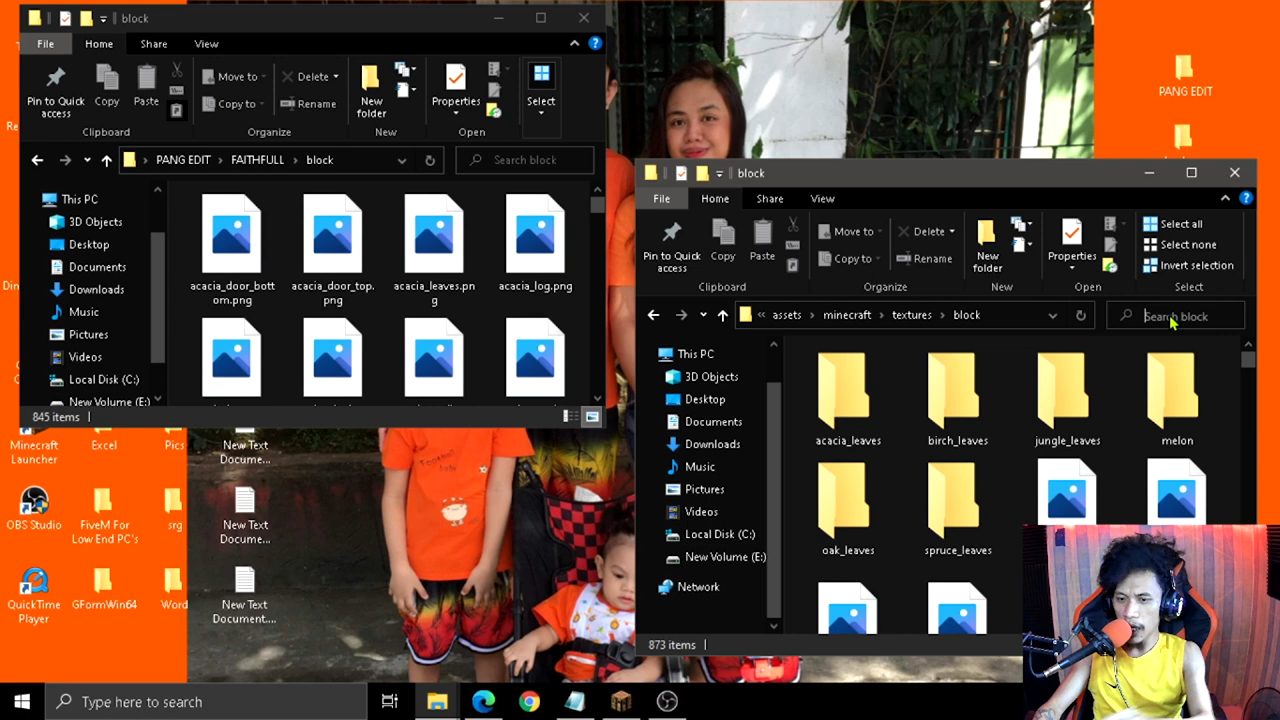 block
File
Home
Share
View
Pin to Quick access
Copy
Paste
Move to
Copy to
Delete
Rename
New folder
Properties
Select
Clipboard
Organize
New
Open
PANG EDIT > FAITHFULL > block
Search block
This PC
3D Objects
Desktop
Documents
Downloads
Music
Pictures
Videos
Local Disk (C:)
New Volume (E:)
acacia_door_bott
om.png
acacia_door_top.
png
acacia_leaves.pn
g
acacia_log.png
845 items
PANG EDIT
block
File
Home
Share
View
Pin to Quick access
Copy
Paste
Move to
Copy to
Delete
Rename
New folder
Properties
Select all
Select none
Invert selection
Clipboard
Organize
New
Open
Select
« assets > minecraft > textures > block
Search block
This PC
3D Objects
Desktop
Documents
Downloads
Music
Pictures
Videos
Local Disk (C:)
New Volume (E:)
Network
acacia_leaves
birch_leaves
jungle_leaves
melon
oak_leaves
spruce_leaves
873 items
Minecraft
Launcher
Excel
Pics
New Text
Docume...
OBS Studio
FiveM For
Low End PC's
srg
New Text
Docume...
QuickTime
Player
GFormWin64
Word
New Text
Document....
Type here to search